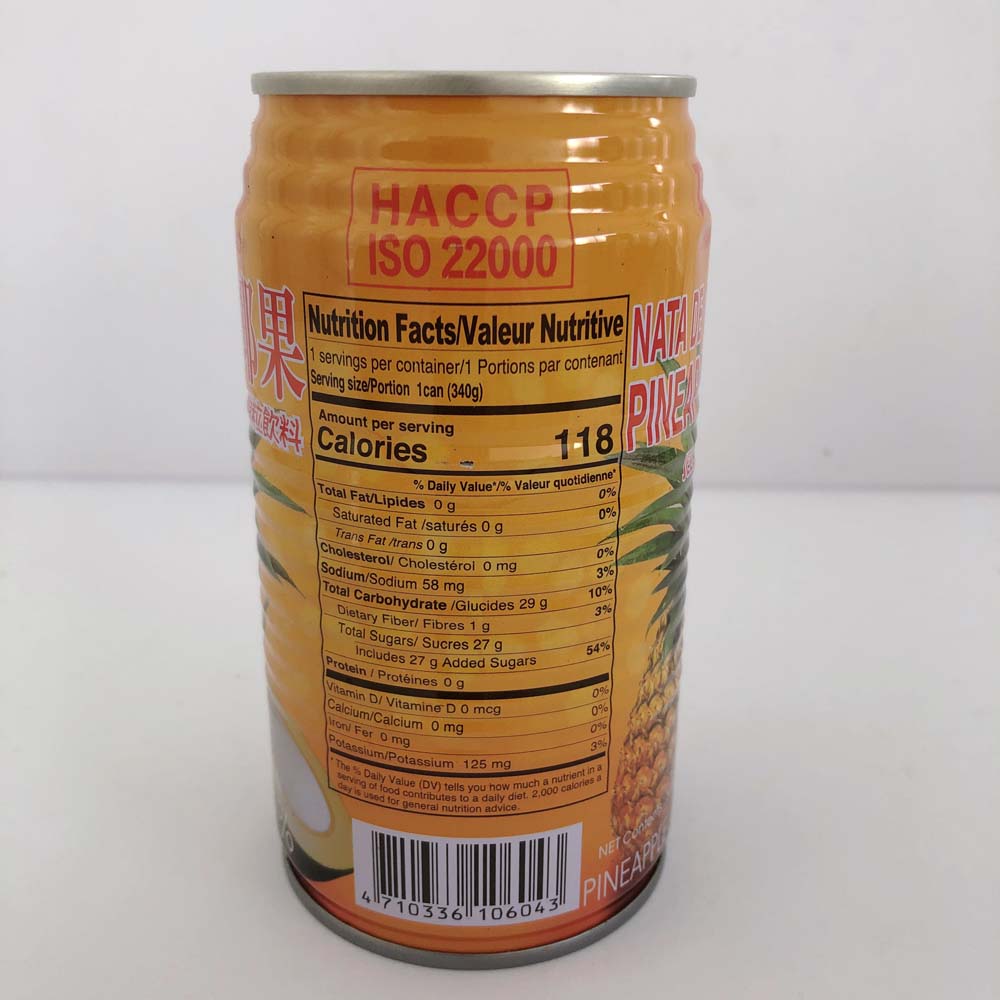 HACCP
ISO 22000
果
飲料
Nutrition Facts/Valeur Nutritive
1 servings per container/1 Portions par contenant
Serving size/Portion 1can (340g)
Amount per serving
Calories 118
% Daily Value*/% Valeur quotidienne*
Total Fat/Lipides 0 g 0%
Saturated Fat /saturés 0 g 0%
Trans Fat /trans 0 g
Cholesterol/ Cholestérol 0 mg 0%
Sodium/Sodium 58 mg 3%
Total Carbohydrate /Glucides 29 g 10%
Dietary Fiber/ Fibres 1 g 3%
Total Sugars/ Sucres 27 g
Includes 27 g Added Sugars 54%
Protein / Protéines 0 g
Vitamin D/ Vitamine D 0 mcg 0%
Calcium/Calcium 0 mg 0%
Iron/ Fer 0 mg 0%
Potassium/Potassium 125 mg 3%
* The % Daily Value (DV) tells you how much a nutrient in a
serving of food contributes to a daily diet. 2,000 calories a
day is used for general nutrition advice.
NATA
NET
4 710336 106043